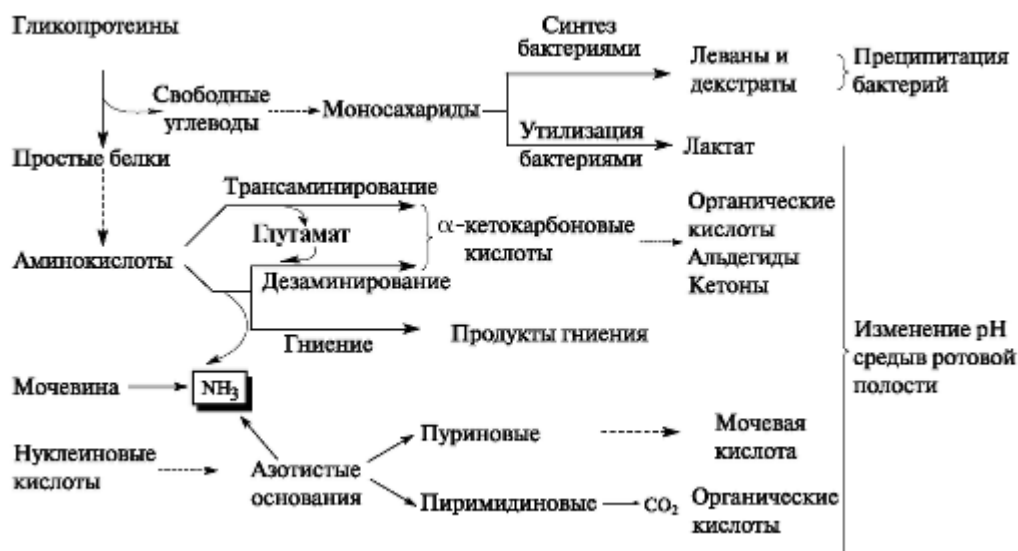 Гликопротеины
Синтез
бактериями
Леваны и
декстраты
Преципитация
бактерий
Свободные
углеводы
Моносахариды
Утилизация
бактериями
Лактат
Простые белки
Трансаминирование
Глутамат
α-кетокарбоновые
кислоты
Органические
кислоты
Альдегиды
Кетоны
Аминокислоты
Дезаминирование
Гниение
Продукты гниения
Изменение pH
средыв ротовой
полости
Мочевина
NH3
Нуклеиновые
кислоты
Азотистые
основания
Пуриновые
Мочевая
кислота
Пиримидиновые
CO2
Органические
кислоты